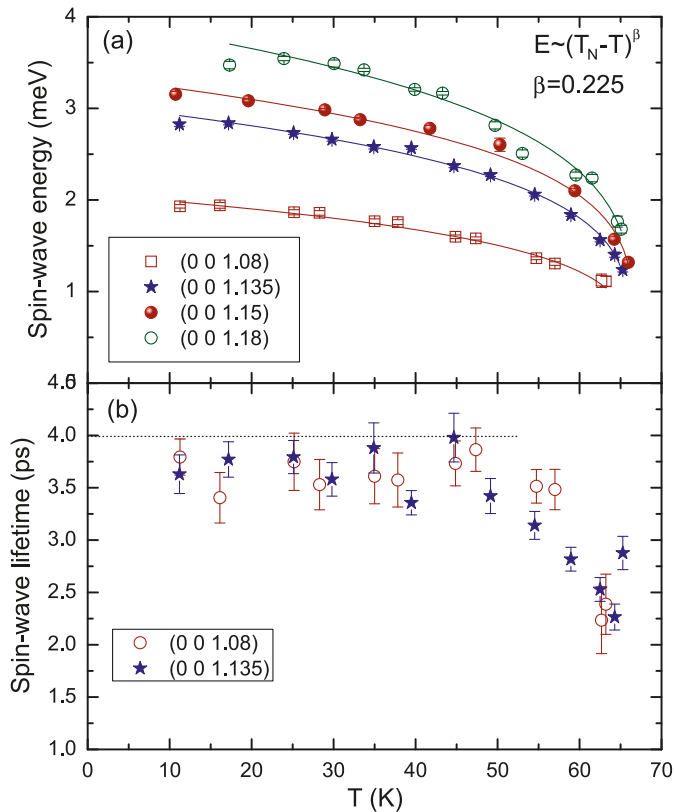 (a)
E~(T_N-T)^β
β=0.225
Spin-wave energy (meV)
4
3
2
1
(0 0 1.08)
(0 0 1.135)
(0 0 1.15)
(0 0 1.18)
(b)
Spin-wave lifetime (ps)
4.0
3.5
3.0
2.5
2.0
1.5
1.0
(0 0 1.08)
(0 0 1.135)
0 10 20 30 40 50 60 70
T (K)